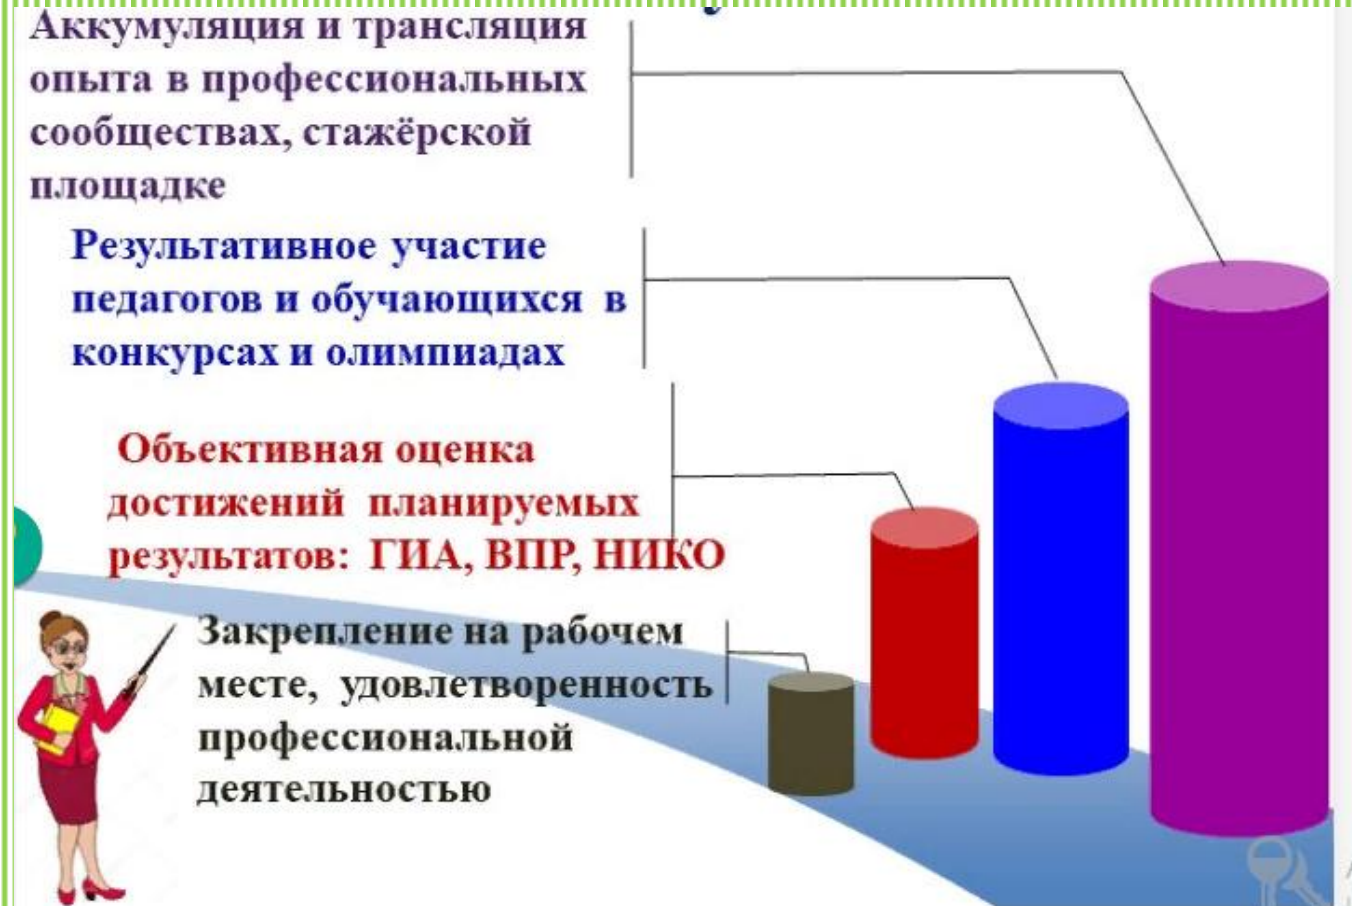 Аккумуляция и трансляция
опыта в профессиональных
сообществах, стажёрской
площадке
Результативное участие
педагогов и обучающихся в
конкурсах и олимпиадах
Объективная оценка
достижений планируемых
результатов: ГИА, ВПР, НИКО
Закрепление на рабочем
месте, удовлетворенность
профессиональной
деятельностью